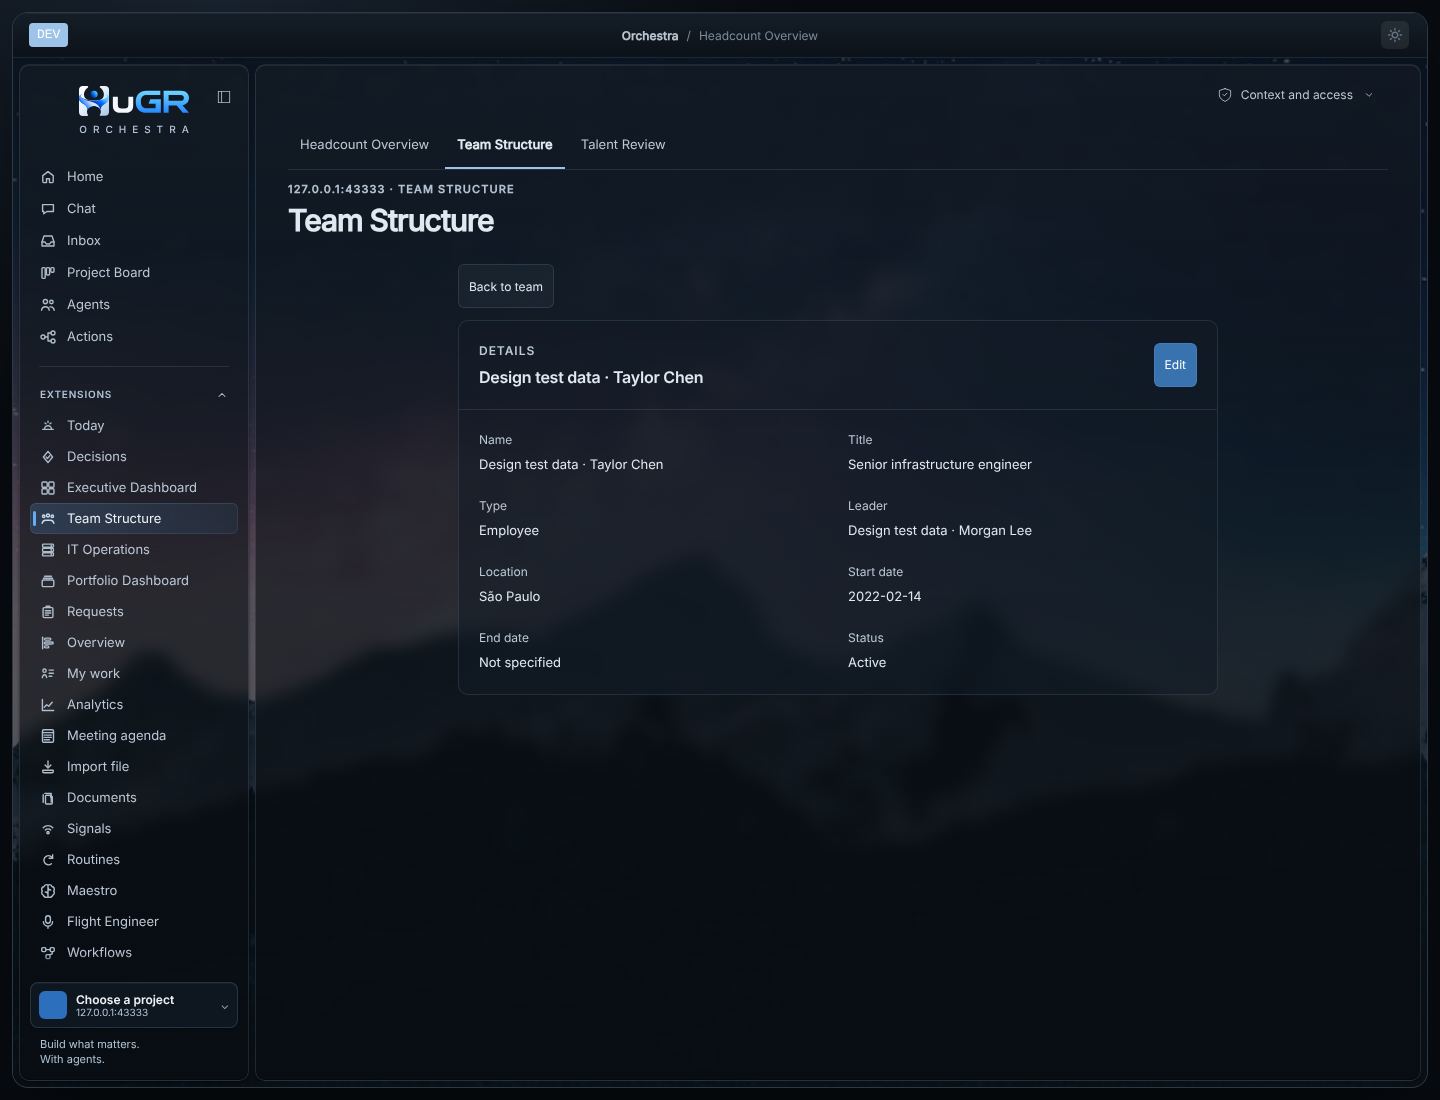 DEV
Orchestra / Headcount Overview
HuGR
ORCHESTRA
Home
Chat
Inbox
Project Board
Agents
Actions
EXTENSIONS
Today
Decisions
Executive Dashboard
Team Structure
IT Operations
Portfolio Dashboard
Requests
Overview
My work
Analytics
Meeting agenda
Import file
Documents
Signals
Routines
Maestro
Flight Engineer
Workflows
Choose a project
127.0.0.1:43333
Build what matters.
With agents.
Context and access
Headcount Overview Team Structure Talent Review
127.0.0.1:43333 · TEAM STRUCTURE
Team Structure
Back to team
DETAILS
Design test data · Taylor Chen
Edit
Name Title
Design test data · Taylor Chen Senior infrastructure engineer
Type Leader
Employee Design test data · Morgan Lee
Location Start date
São Paulo 2022-02-14
End date Status
Not specified Active